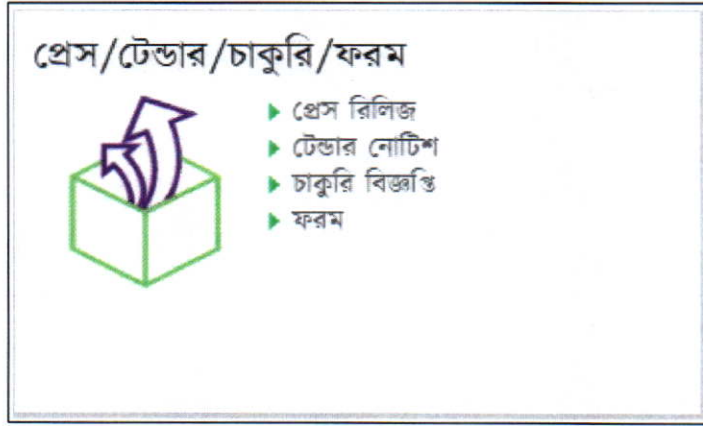 প্রেস/টেন্ডার/চাকুরি/ফরম
প্রেস রিলিজ
টেন্ডার নোটিশ
চাকুরি বিজ্ঞপ্তি
ফরম